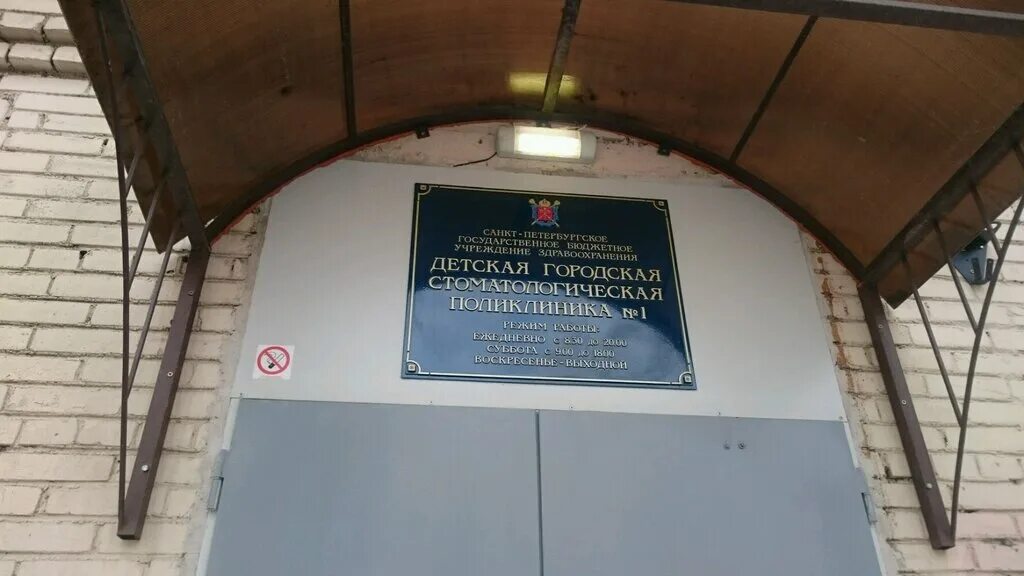 САНКТ-ПЕТЕРБУРГСКОЕ
ГОСУДАРСТВЕННОЕ БЮДЖЕТНОЕ
УЧРЕЖДЕНИЕ ЗДРАВООХРАНЕНИЯ
ДЕТСКАЯ ГОРОДСКАЯ
СТОМАТОЛОГИЧЕСКАЯ
ПОЛИКЛИНИКА №1
РЕЖИМ РАБОТЫ:
ЕЖЕДНЕВНО С 8.30 ДО 20.00
СУББОТА С 9.00 ДО 18.00
ВОСКРЕСЕНЬЕ-ВЫХОДНОЙ